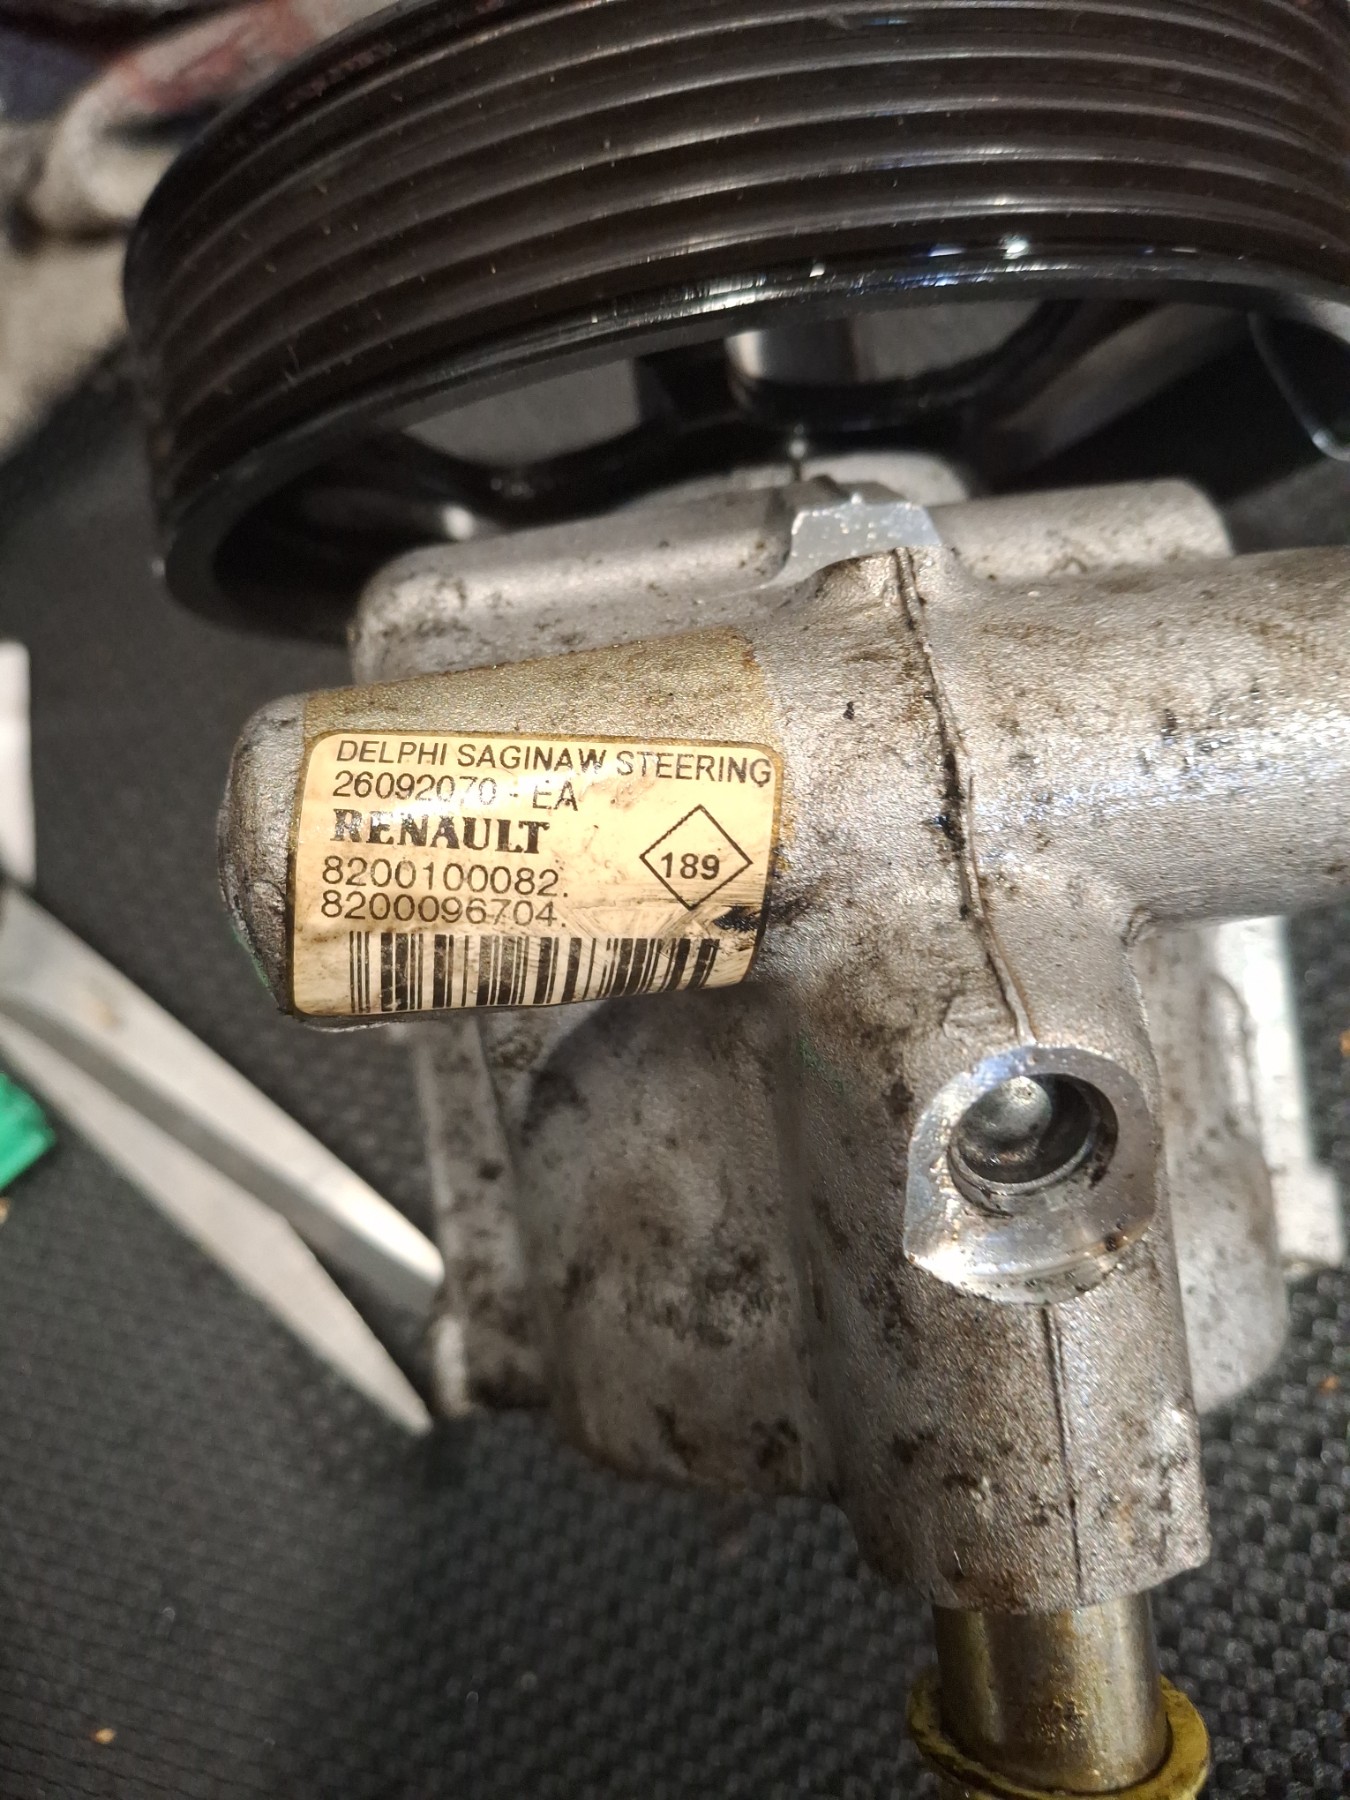 DELPHI SAGINAW STEERING
26092070 - EA
RENAULT
189
8200100082.
8200096704.